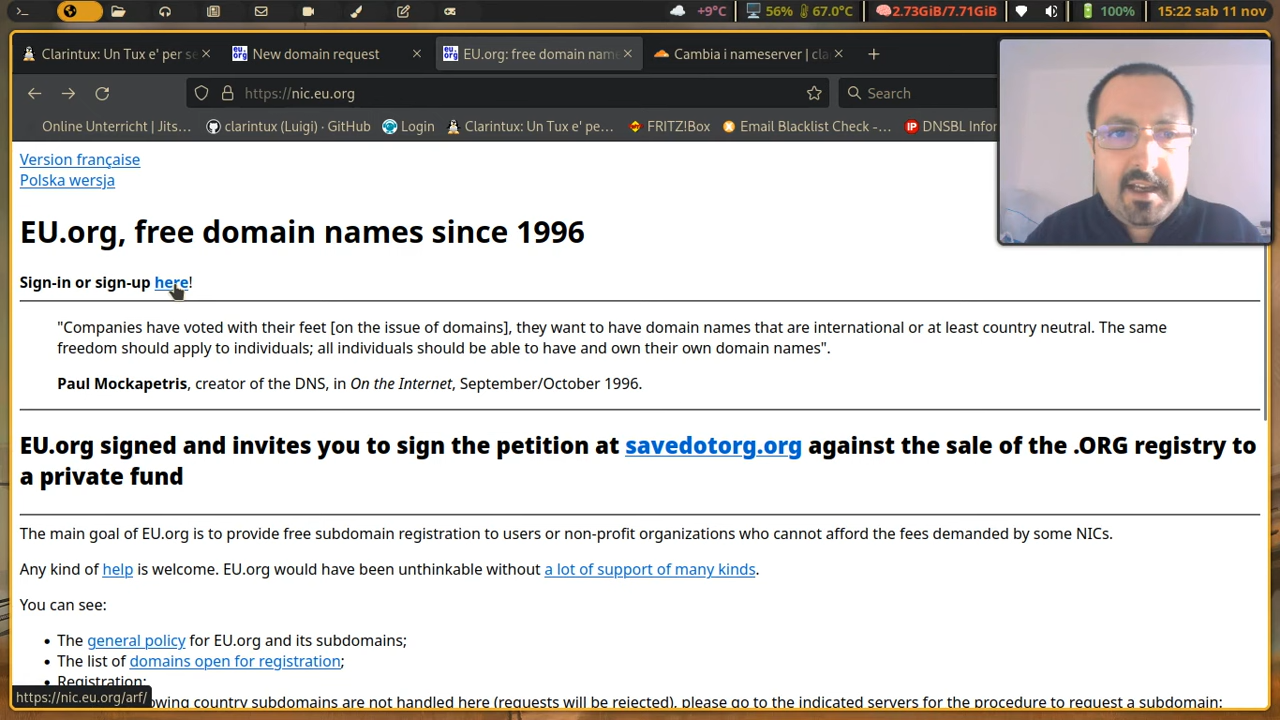 +9°C 56% 67.0°C 2.73GiB/7.71GiB 100% 15:22 sab 11 nov
Clarintux: Un Tux e' per se New domain request EU.org: free domain nam Cambia i nameserver | cla
https://nic.eu.org Search
Online Unterricht | Jits... clarintux (Luigi) · GitHub Login Clarintux: Un Tux e' pe... FRITZ!Box Email Blacklist Check -... DNSBL Infor
Version française
Polska wersja
EU.org, free domain names since 1996
Sign-in or sign-up here!
"Companies have voted with their feet [on the issue of domains], they want to have domain names that are international or at least country neutral. The same
freedom should apply to individuals; all individuals should be able to have and own their own domain names".
Paul Mockapetris, creator of the DNS, in On the Internet, September/October 1996.
EU.org signed and invites you to sign the petition at savedotorg.org against the sale of the .ORG registry to
a private fund
The main goal of EU.org is to provide free subdomain registration to users or non-profit organizations who cannot afford the fees demanded by some NICs.
Any kind of help is welcome. EU.org would have been unthinkable without a lot of support of many kinds.
You can see:
• The general policy for EU.org and its subdomains;
• The list of domains open for registration;
• Registration:
https://nic.eu.org/arf/ owing country subdomains are not handled here (requests will be rejected), please go to the indicated servers for the procedure to request a subdomain: